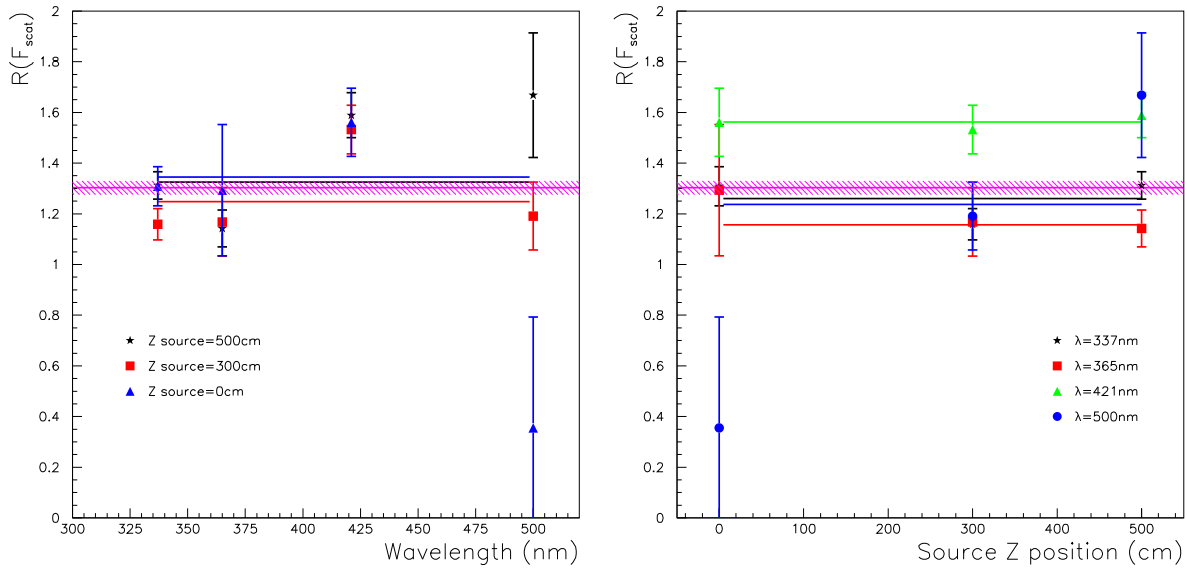 R(Fscat)
2
1.8
1.6
1.4
1.2
1
0.8
0.6
0.4
0.2
0
Z source=500cm
Z source=300cm
Z source=0cm
300 325 350 375 400 425 450 475 500
Wavelength (nm)
R(Fscat)
2
1.8
1.6
1.4
1.2
1
0.8
0.6
0.4
0.2
0
λ=337nm
λ=365nm
λ=421nm
λ=500nm
0 100 200 300 400 500
Source Z position (cm)